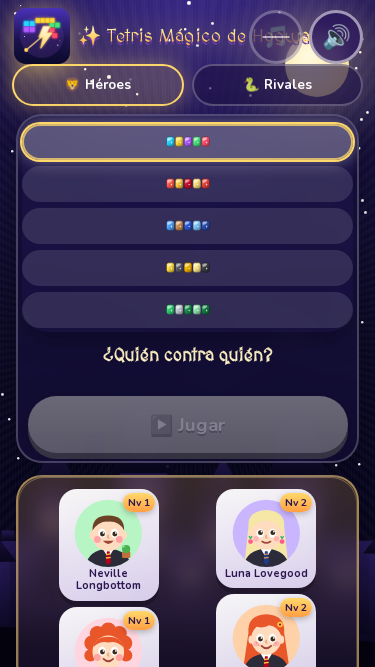 ✨ Tetris Mágico de Hogwa
🦁 Héroes
🐍 Rivales
¿Quién contra quién?
▶ Jugar
Nv 1
Neville
Longbottom
Nv 2
Luna Lovegood
Nv 1
Nv 2